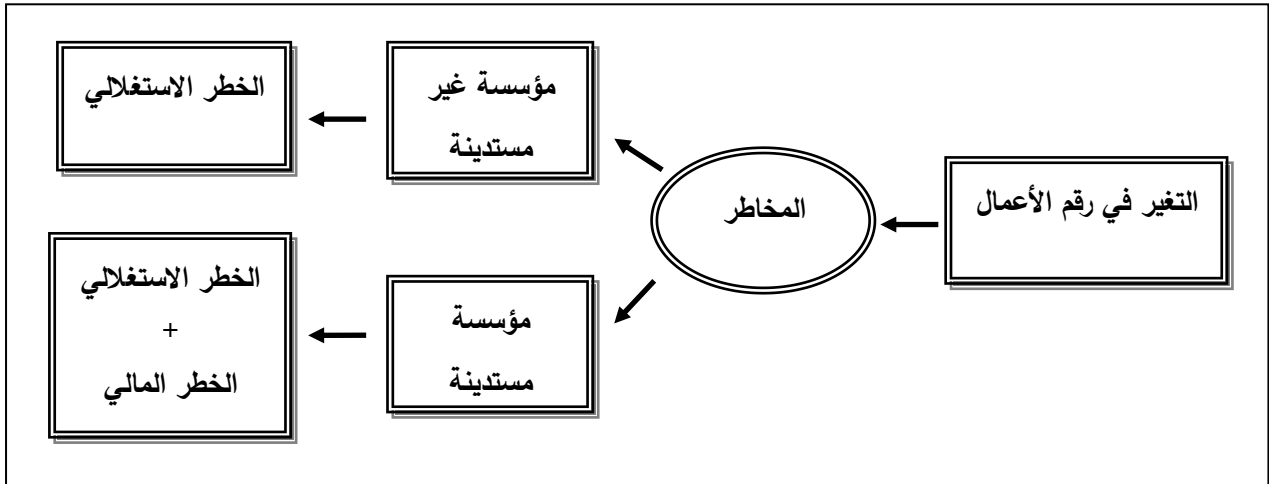 التغير في رقم الأعمال
المخاطر
مؤسسة غير
مستدينة
الخطر الاستغلالي
مؤسسة
مستدينة
الخطر الاستغلالي
+
الخطر المالي